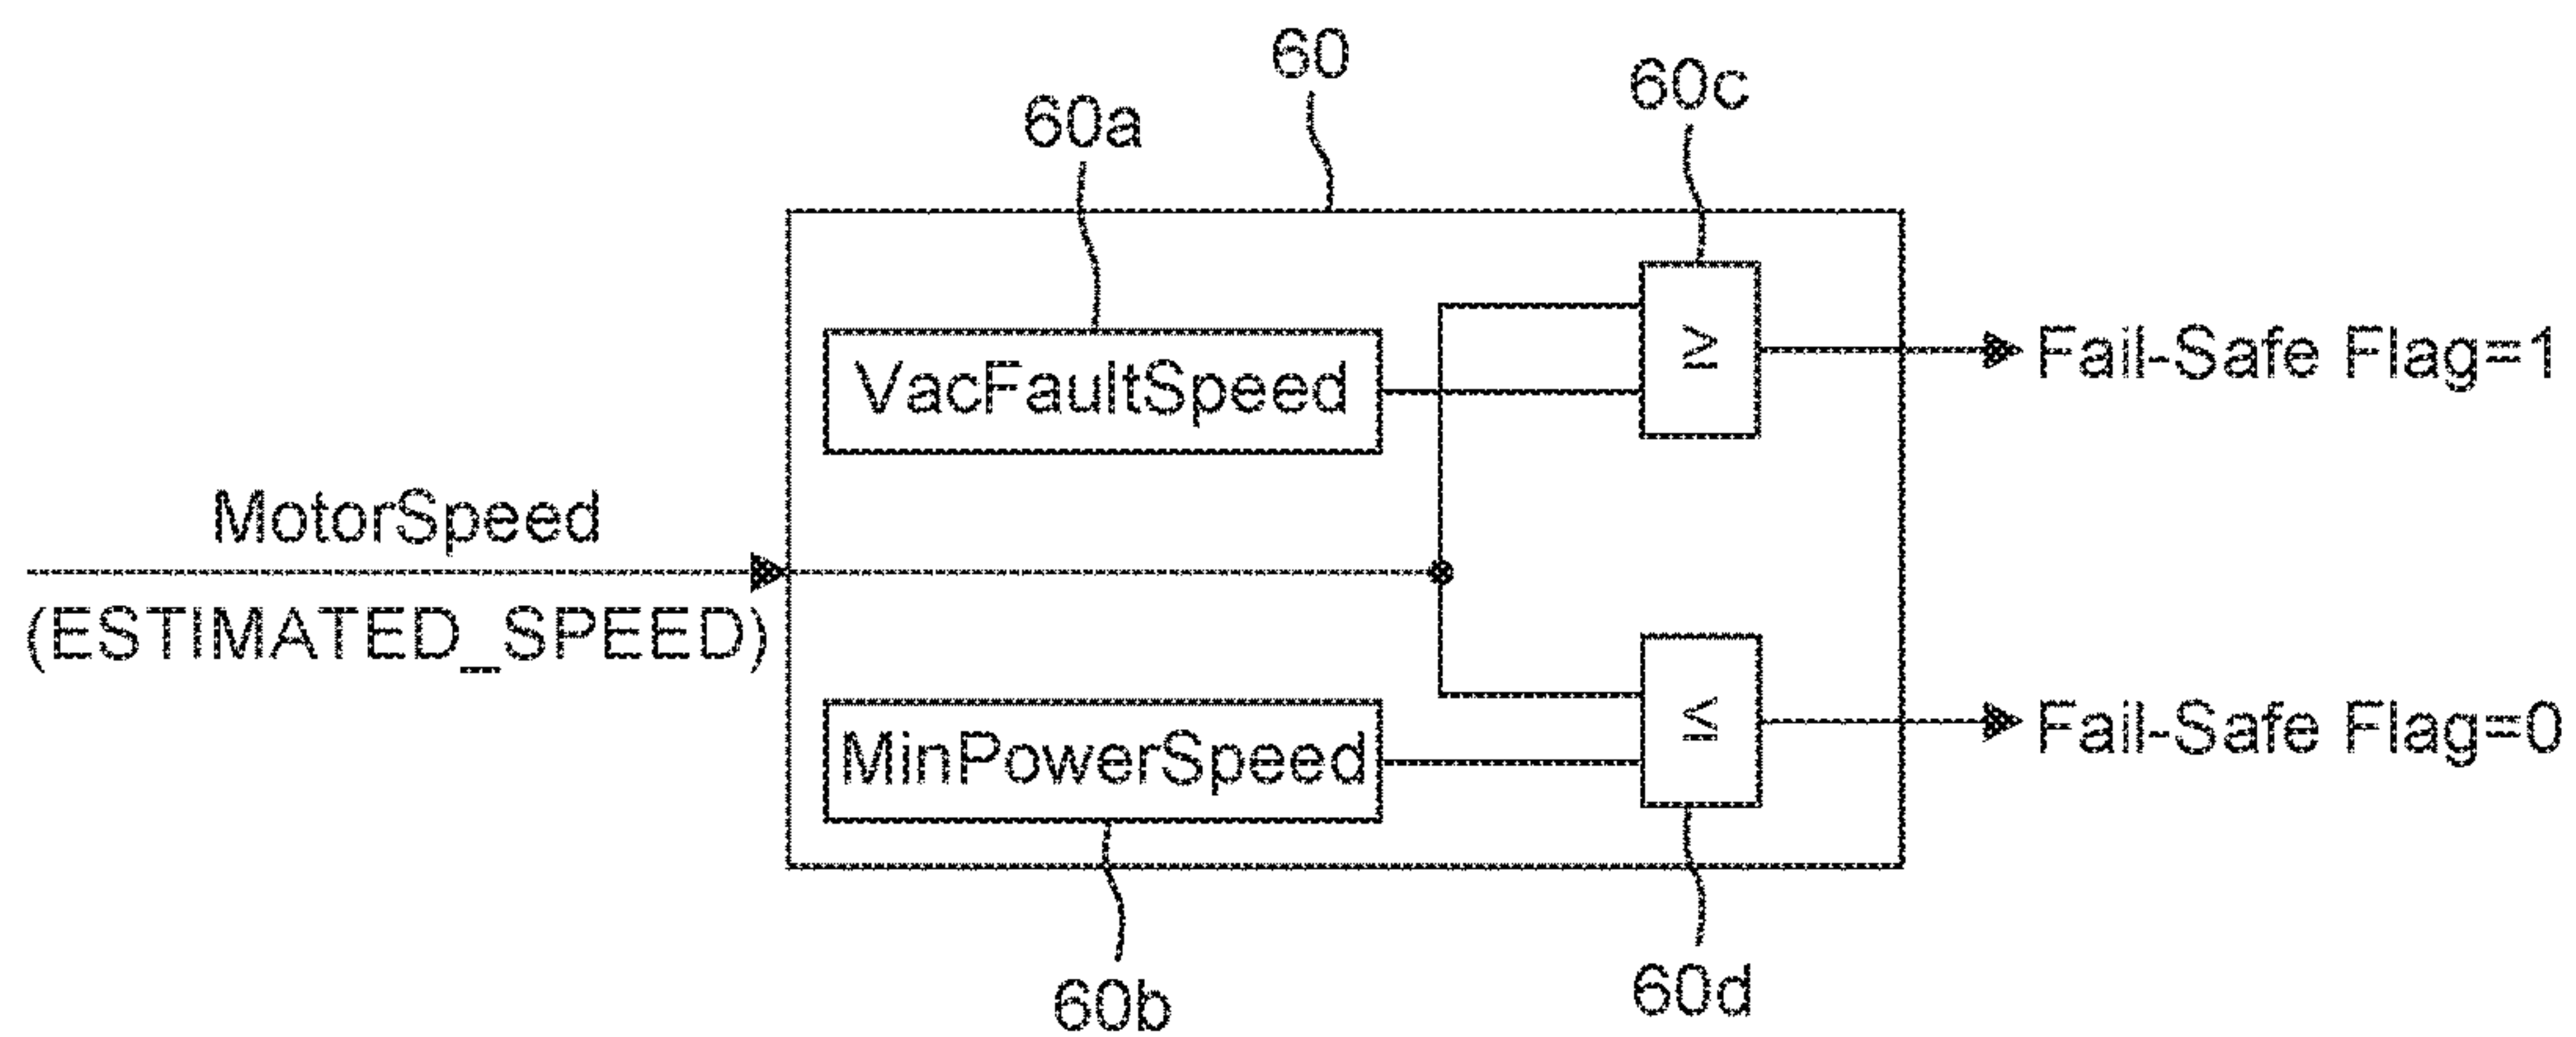 60
60a
60c
VacFaultSpeed
≥
Fail-Safe Flag=1
MotorSpeed
(ESTIMATED_SPEED)
MinPowerSpeed
≤
Fail-Safe Flag=0
60b
60d